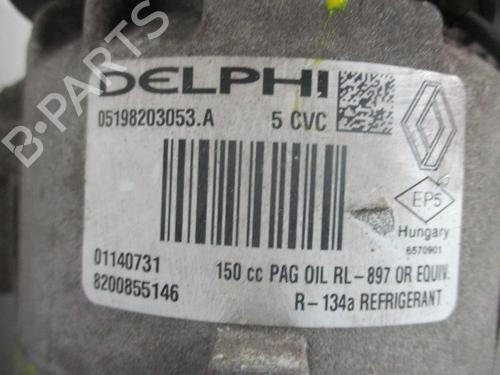 B-PARTS
DELPHI
05198203053.A 5 CVC
EP5
Hungary
6570901
01140731
8200855146
150 cc PAG OIL RL-897 OR EQUIV.
R-134a REFRIGERANT